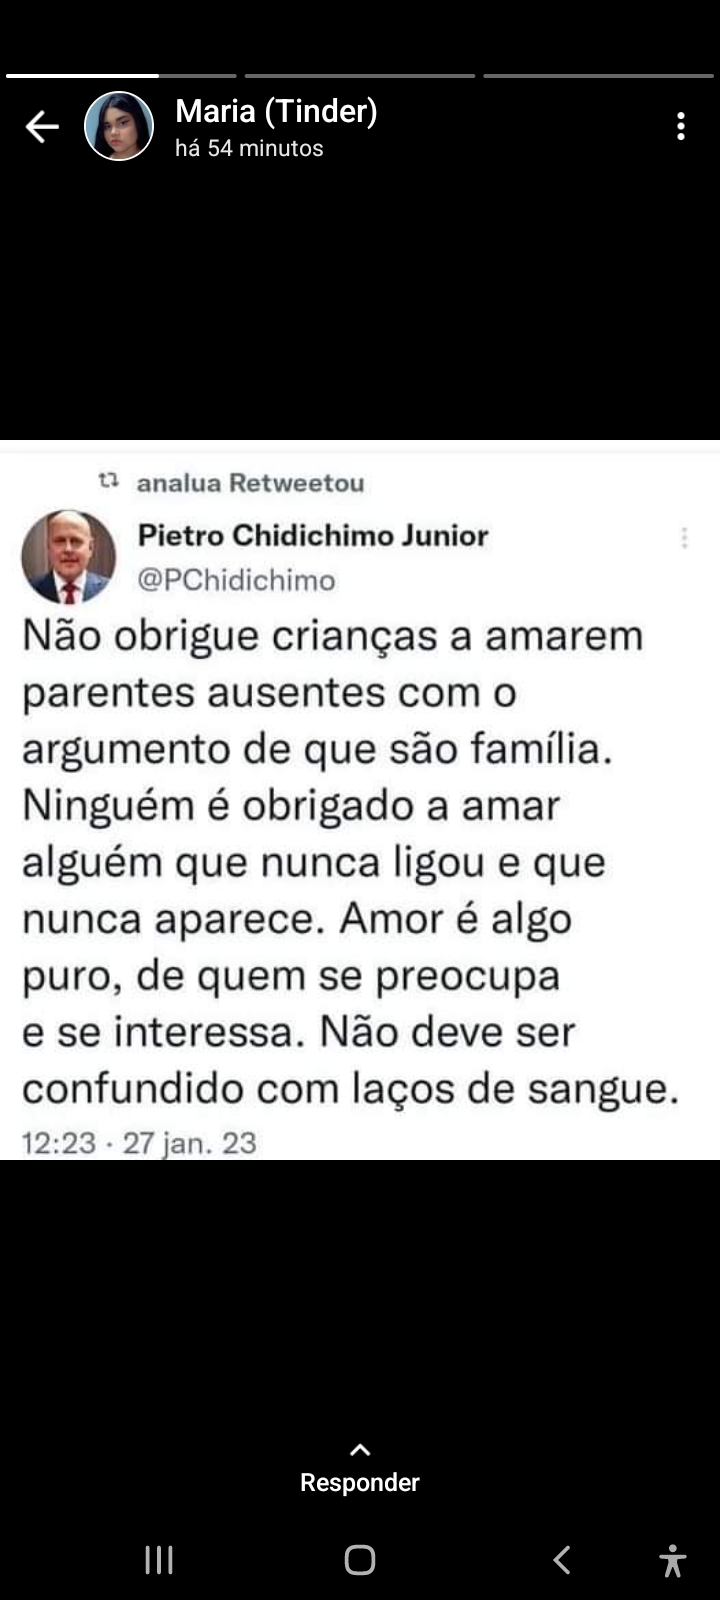 Maria (Tinder)
há 54 minutos
analua Retweetou
Pietro Chidichimo Junior
@PChidichimo
Não obrigue crianças a amarem
parentes ausentes com o
argumento de que são família.
Ninguém é obrigado a amar
alguém que nunca ligou e que
nunca aparece. Amor é algo
puro, de quem se preocupa
e se interessa. Não deve ser
confundido com laços de sangue.
12:23 · 27 jan. 23
Responder